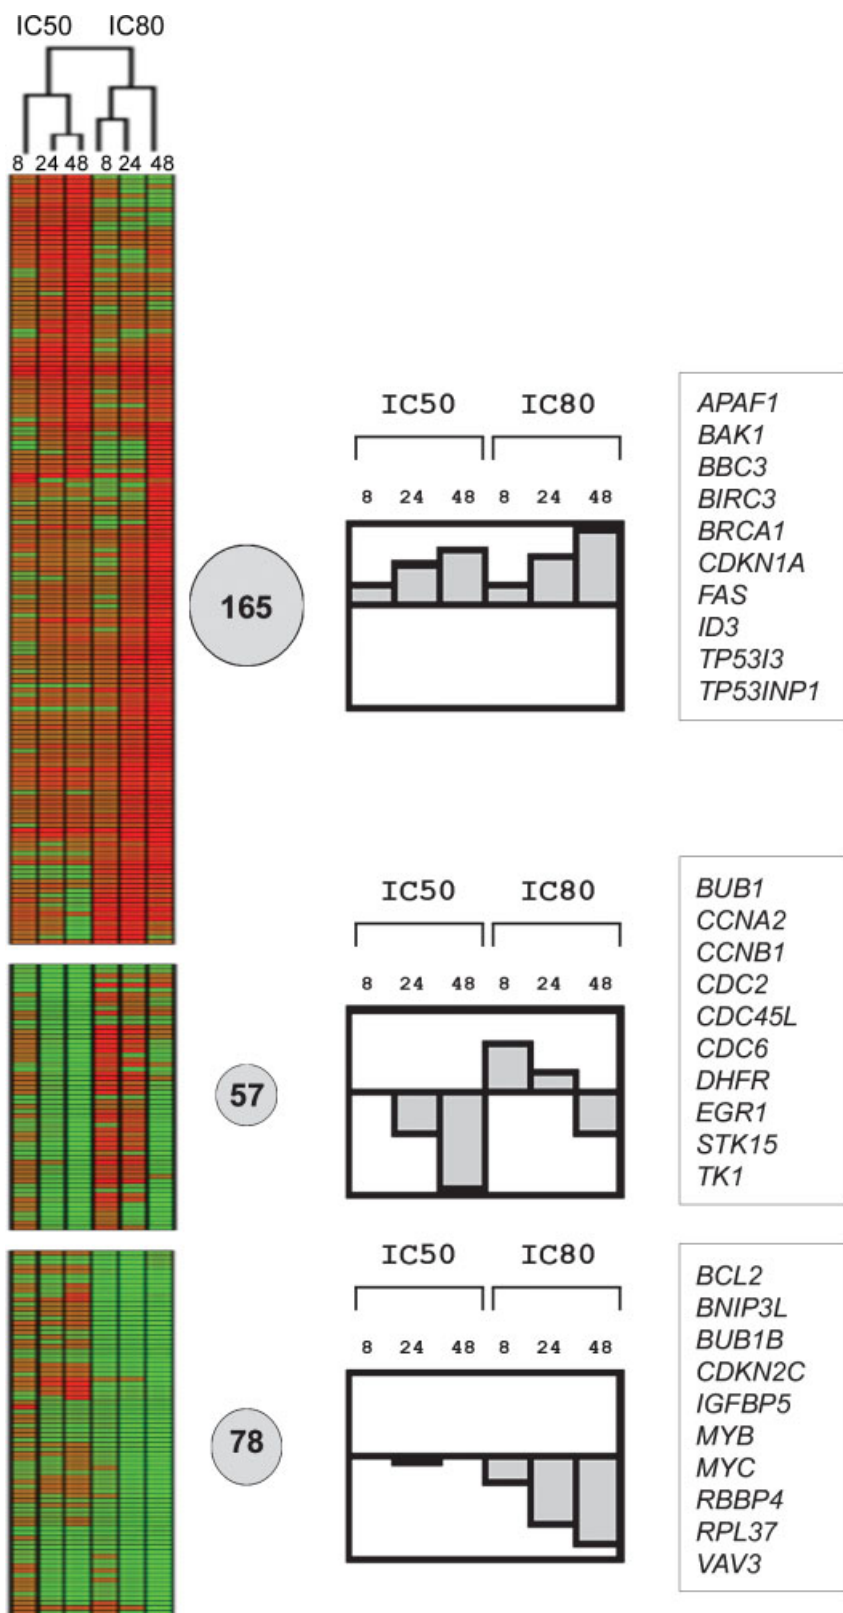 IC50 IC80
8 24 48 8 24 48
IC50 IC80
8 24 48 8 24 48
165
APAF1
BAK1
BBC3
BIRC3
BRCA1
CDKN1A
FAS
ID3
TP53I3
TP53INP1
IC50 IC80
8 24 48 8 24 48
57
BUB1
CCNA2
CCNB1
CDC2
CDC45L
CDC6
DHFR
EGR1
STK15
TK1
IC50 IC80
8 24 48 8 24 48
78
BCL2
BNIP3L
BUB1B
CDKN2C
IGFBP5
MYB
MYC
RBBP4
RPL37
VAV3